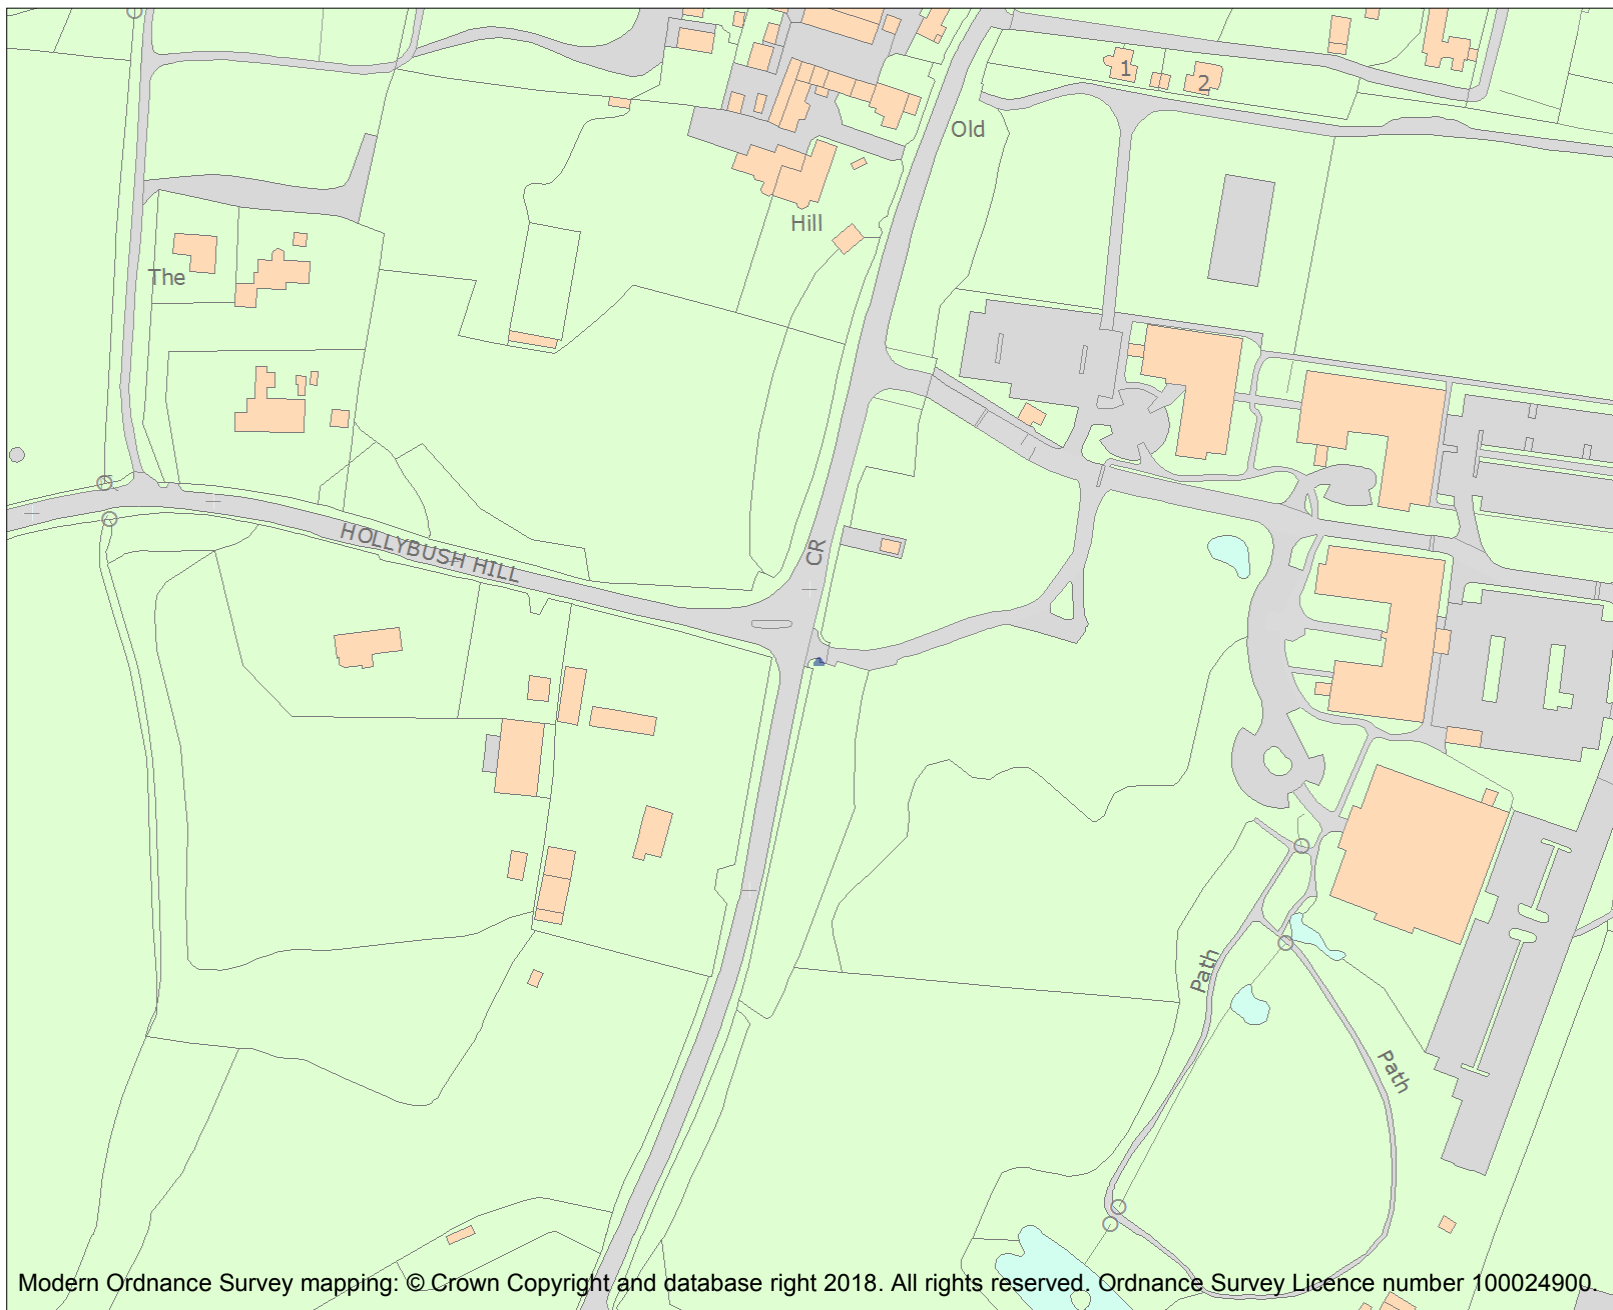 1
2
Old
Hill
The
HOLLYBUSH HILL
CR
Path
Path
Modern Ordnance Survey mapping: © Crown Copyright and database right 2018. All rights reserved. Ordnance Survey Licence number 100024900.